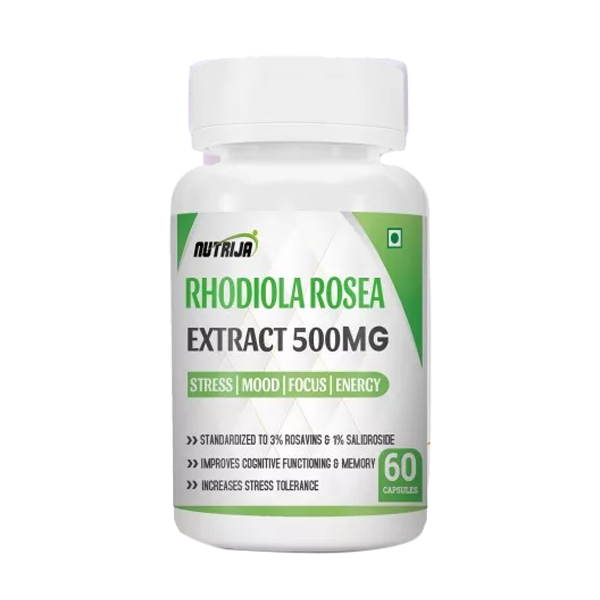 NUTRIJA
RHODIOLA ROSEA
EXTRACT 500MG
STRESS | MOOD | FOCUS | ENERGY
>> STANDARDIZED TO 3% ROSAVINS & 1% SALIDROSIDE
>> IMPROVES COGNITIVE FUNCTIONING & MEMORY
>> INCREASES STRESS TOLERANCE
60
CAPSULES